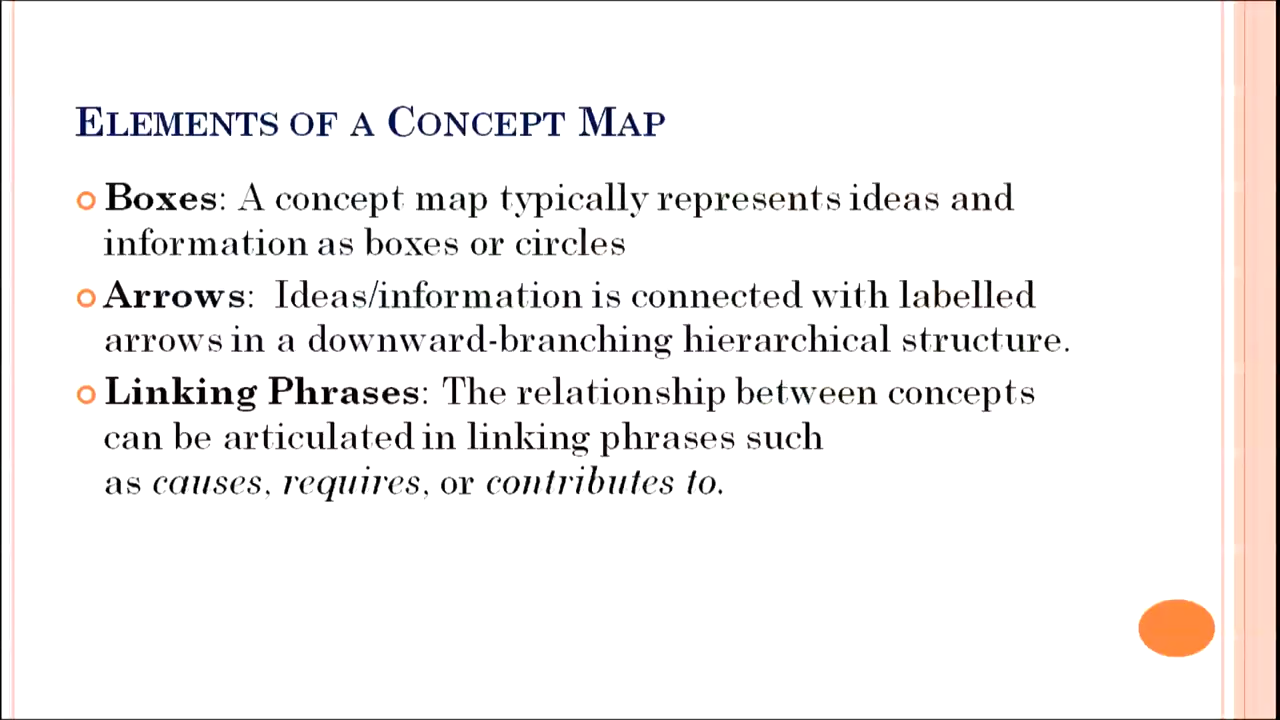 ELEMENTS OF A CONCEPT MAP
Boxes: A concept map typically represents ideas and
information as boxes or circles
Arrows: Ideas/information is connected with labelled
arrows in a downward-branching hierarchical structure.
Linking Phrases: The relationship between concepts
can be articulated in linking phrases such
as causes, requires, or contributes to.